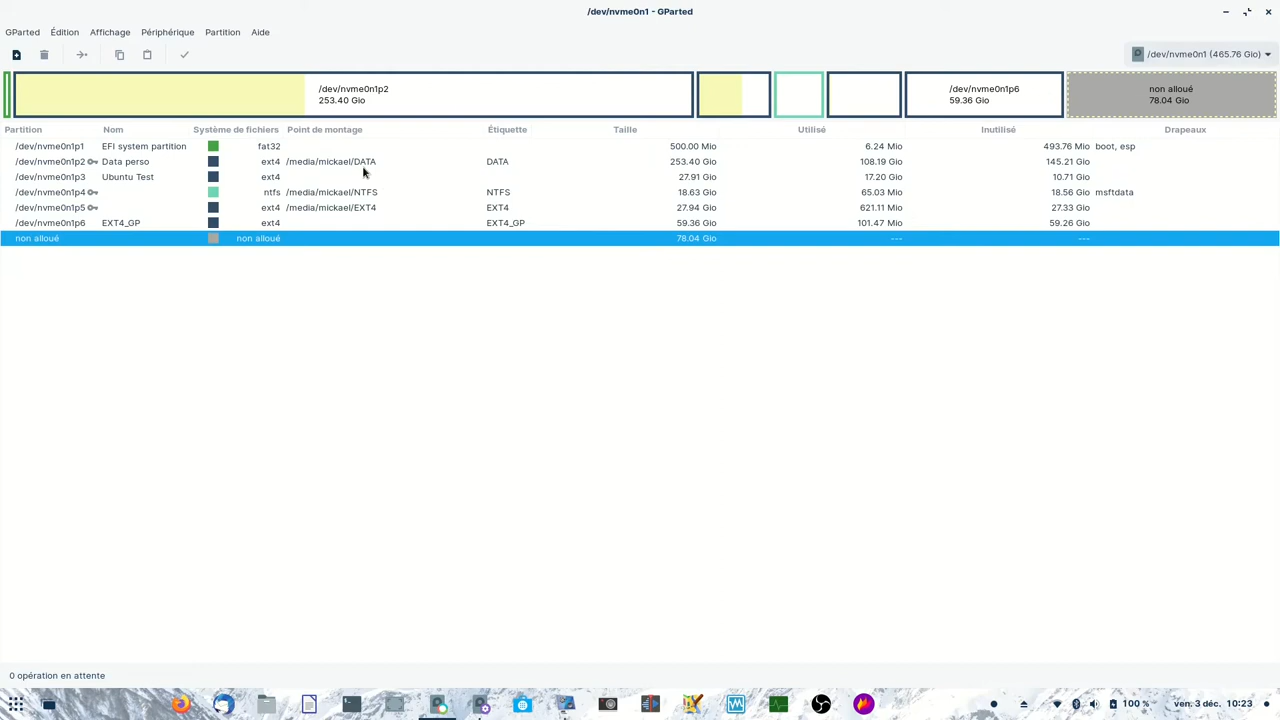 /dev/nvme0n1 - GParted
GParted Édition Affichage Périphérique Partition Aide
/dev/nvme0n1 (465.76 Gio)
/dev/nvme0n1p2
253.40 Gio
/dev/nvme0n1p6
59.36 Gio
non alloué
78.04 Gio
Partition Nom Système de fichiers Point de montage Étiquette Taille Utilisé Inutilisé Drapeaux
/dev/nvme0n1p1 EFI system partition fat32 500.00 Mio 6.24 Mio 493.76 Mio boot, esp
/dev/nvme0n1p2 Data perso ext4 /media/mickael/DATA DATA 253.40 Gio 108.19 Gio 145.21 Gio
/dev/nvme0n1p3 Ubuntu Test ext4 27.91 Gio 17.20 Gio 10.71 Gio
/dev/nvme0n1p4 ntfs /media/mickael/NTFS NTFS 18.63 Gio 65.03 Mio 18.56 Gio msftdata
/dev/nvme0n1p5 ext4 /media/mickael/EXT4 EXT4 27.94 Gio 621.11 Mio 27.33 Gio
/dev/nvme0n1p6 EXT4_GP ext4 EXT4_GP 59.36 Gio 101.47 Mio 59.26 Gio
non alloué non alloué 78.04 Gio --- ---
0 opération en attente
100 % ven. 3 déc. 10:23